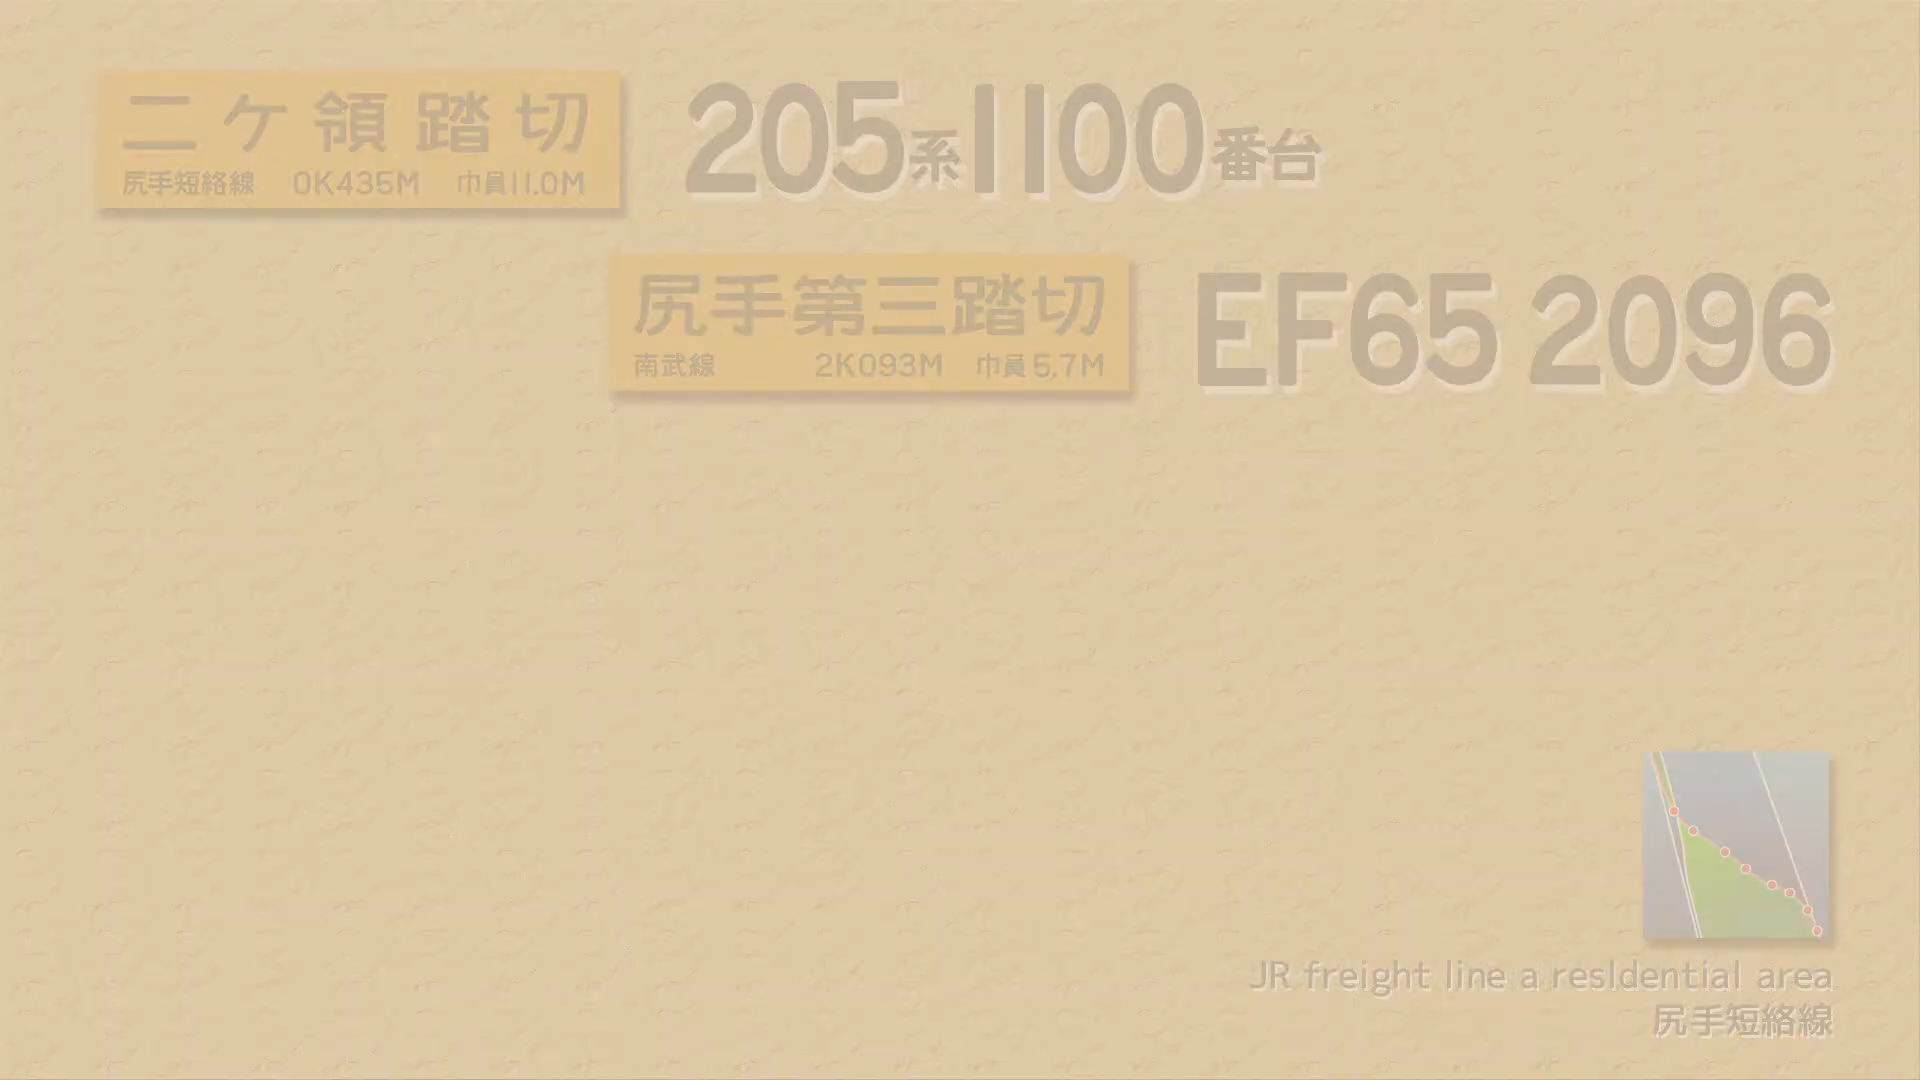 二ケ領踏切
尻手短絡線 0K435M 巾員11.0M
205系1100番台
尻手第三踏切
南武線 2K093M 巾員5.7M
EF65 2096
JR freight line a resIdential area
尻手短絡線